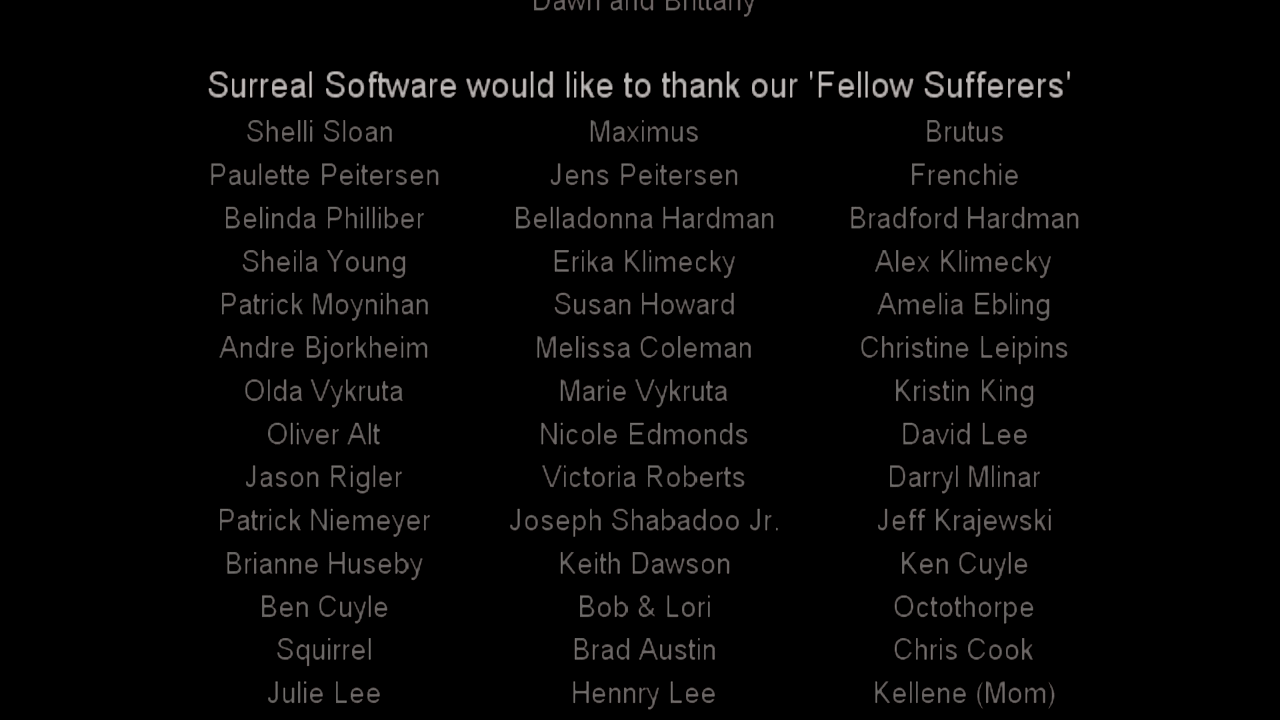 Dawn and Brittany
Surreal Software would like to thank our 'Fellow Sufferers'
Shelli Sloan Maximus Brutus
Paulette Peitersen Jens Peitersen Frenchie
Belinda Philliber Belladonna Hardman Bradford Hardman
Sheila Young Erika Klimecky Alex Klimecky
Patrick Moynihan Susan Howard Amelia Ebling
Andre Bjorkheim Melissa Coleman Christine Leipins
Olda Vykruta Marie Vykruta Kristin King
Oliver Alt Nicole Edmonds David Lee
Jason Rigler Victoria Roberts Darryl Mlinar
Patrick Niemeyer Joseph Shabadoo Jr. Jeff Krajewski
Brianne Huseby Keith Dawson Ken Cuyle
Ben Cuyle Bob & Lori Octothorpe
Squirrel Brad Austin Chris Cook
Julie Lee Hennry Lee Kellene (Mom)